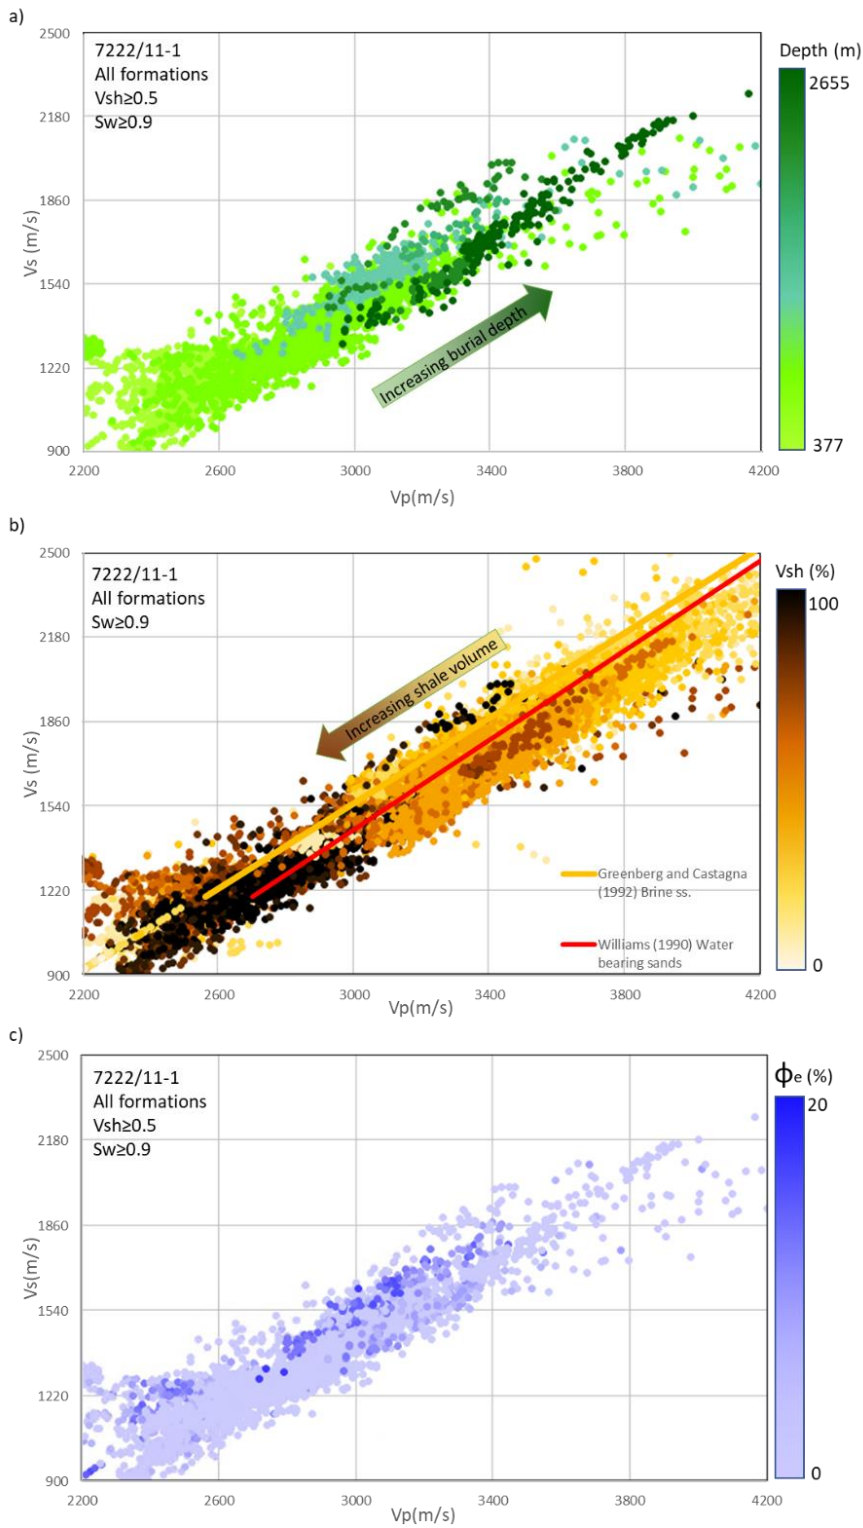 a)
2500
2180
1860
1540
1220
900
Vs (m/s)
7222/11-1
All formations
Vsh≥0.5
Sw≥0.9
Increasing burial depth
2200
2600
3000
3400
3800
4200
Vp(m/s)
Depth (m)
2655
377
b)
2500
2180
1860
1540
1220
900
Vs (m/s)
7222/11-1
All formations
Sw≥0.9
Increasing shale volume
Greenberg and Castagna
(1992) Brine ss.
Williams (1990) Water
bearing sands
2200
2600
3000
3400
3800
4200
Vp(m/s)
Vsh (%)
100
0
c)
2500
2180
1860
1540
1220
900
Vs(m/s)
7222/11-1
All formations
Vsh≥0.5
Sw≥0.9
2200
2600
3000
3400
3800
4200
Vp(m/s)
ϕe (%)
20
0